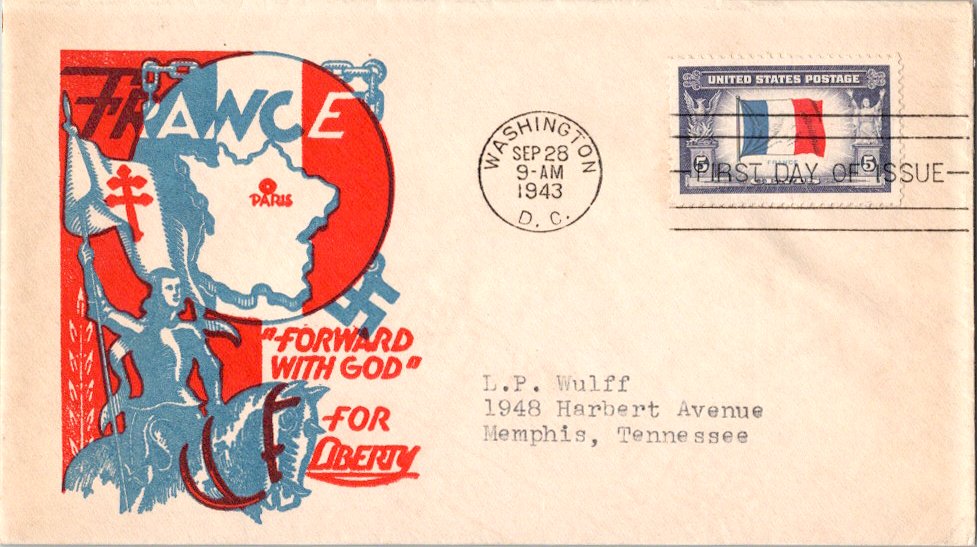 FRANCE
PARIS
"FORWARD
WITH GOD"
FOR
LIBERTY
WASHINGTON
SEP 28
9-AM
1943
D. C.
UNITED STATES POSTAGE
FRANCE
5 5
FIRST DAY OF ISSUE
L.P. Wulff
1948 Harbert Avenue
Memphis, Tennessee